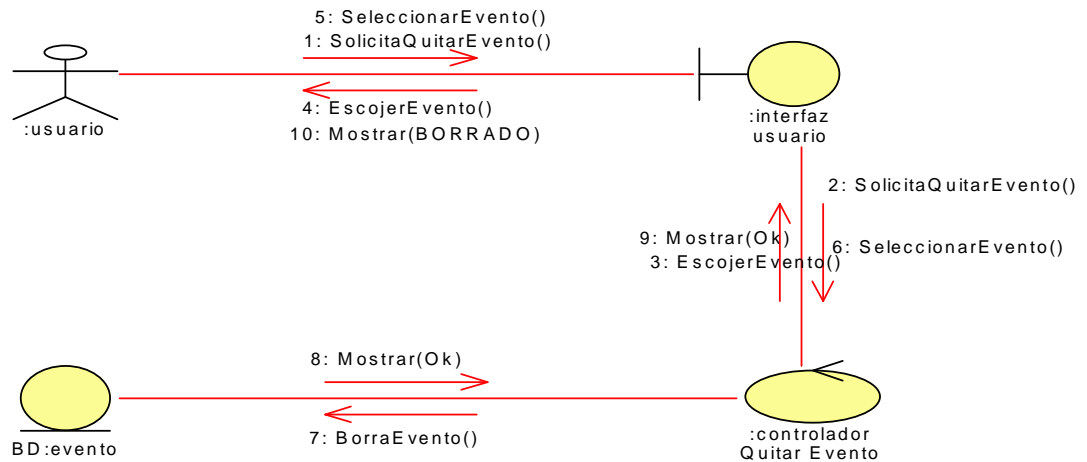 5: SeleccionarEvento()
1: SolicitaQuitarEvento()
4: EscojerEvento()
10: Mostrar(BORRADO)
:usuario
:interfaz
usuario
2: SolicitaQuitarEvento()
9: Mostrar(Ok)
6: SeleccionarEvento()
3: EscojerEvento()
8: Mostrar(Ok)
7: BorraEvento()
BD:evento
:controlador
Quitar Evento